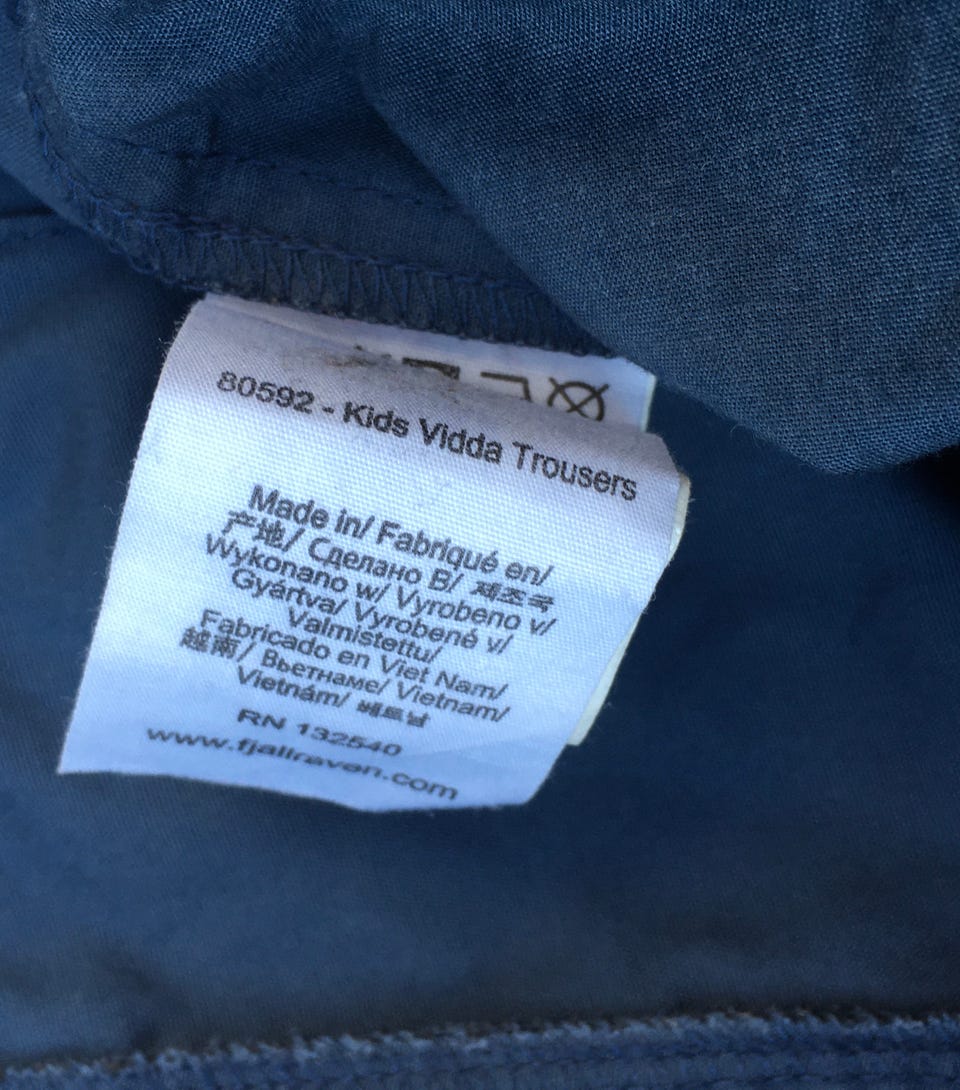 80592 - Kids Vidda Trousers
Made in/ Fabriqué en/
产地/ Сделано В/ 제조국
Wykonano w/ Vyrobeno v/
Gyártva/ Vyrobené v/
Valmistettu/
Fabricado en Viet Nam/
越南/ Вьетнаме/ Vietnam/
Vietnám/ 베트남
RN 132540
www.fjallraven.com